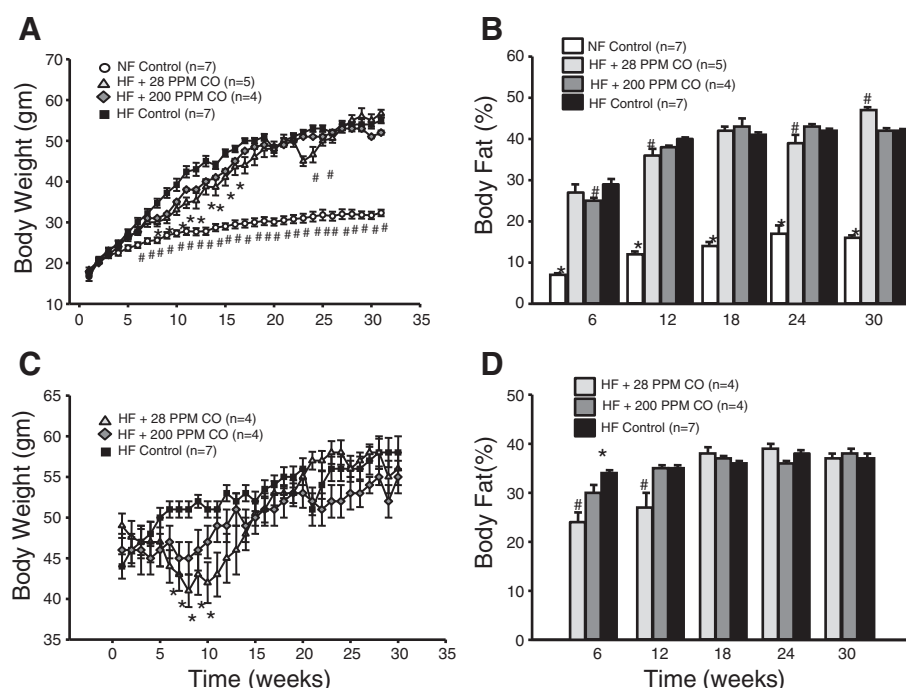 A
Body Weight (gm)
70
60
50
40
30
20
10
NF Control (n=7)
HF + 28 PPM CO (n=5)
HF + 200 PPM CO (n=4)
HF Control (n=7)
* * * * * * * * *
# #
# # # # # # # # # # # # # # # # # # # # # # # # # #
0 5 10 15 20 25 30 35
B
Body Fat (%)
60
50
40
30
20
10
0
NF Control (n=7)
HF + 28 PPM CO (n=5)
HF + 200 PPM CO (n=4)
HF Control (n=7)
# # # #
* * * * *
6 12 18 24 30
C
Body Weight (gm)
65
60
55
50
45
40
35
HF + 28 PPM CO (n=4)
HF + 200 PPM CO (n=4)
HF Control (n=7)
* * * * *
0 5 10 15 20 25 30 35
Time (weeks)
D
Body Fat(%)
50
40
30
20
10
0
HF + 28 PPM CO (n=4)
HF + 200 PPM CO (n=4)
HF Control (n=7)
*
# #
6 12 18 24 30
Time (weeks)